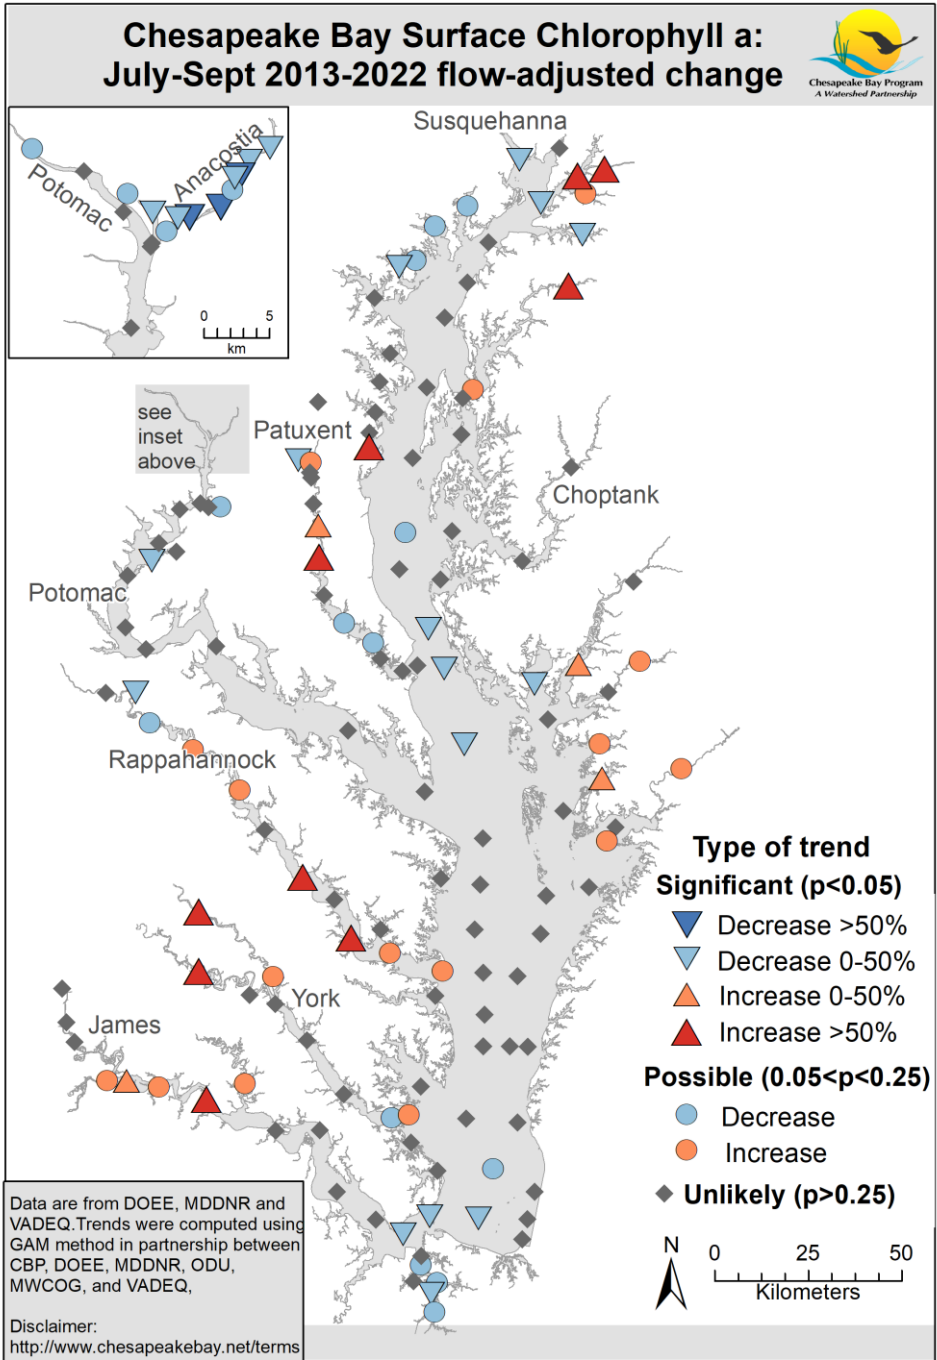 Chesapeake Bay Surface Chlorophyll a:
July-Sept 2013-2022 flow-adjusted change
Chesapeake Bay Program
A Watershed Partnership
Susquehanna
Potomac
Anacostia
0 5
km
see
inset
above
Patuxent
Choptank
Potomac
Rappahannock
York
James
Type of trend
Significant (p<0.05)
Decrease >50%
Decrease 0-50%
Increase 0-50%
Increase >50%
Possible (0.05<p<0.25)
Decrease
Increase
Unlikely (p>0.25)
N
0 25 50
Kilometers
Data are from DOEE, MDDNR and
VADEQ.Trends were computed using
GAM method in partnership between
CBP, DOEE, MDDNR, ODU,
MWCOG, and VADEQ,
Disclaimer:
http://www.chesapeakebay.net/terms